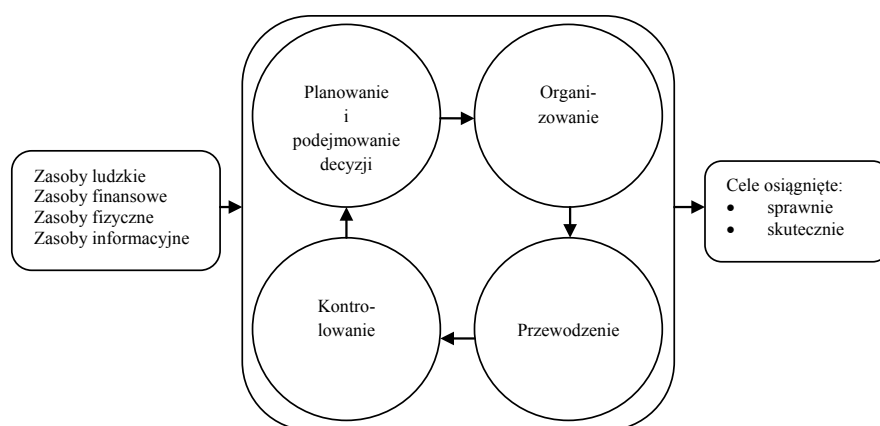 Zasoby ludzkie
Zasoby finansowe
Zasoby fizyczne
Zasoby informacyjne
Planowanie
i
podejmowanie
decyzji
Organi-
zowanie
Kontro-
lowanie
Przewodzenie
Cele osiągnięte:
• sprawnie
• skutecznie